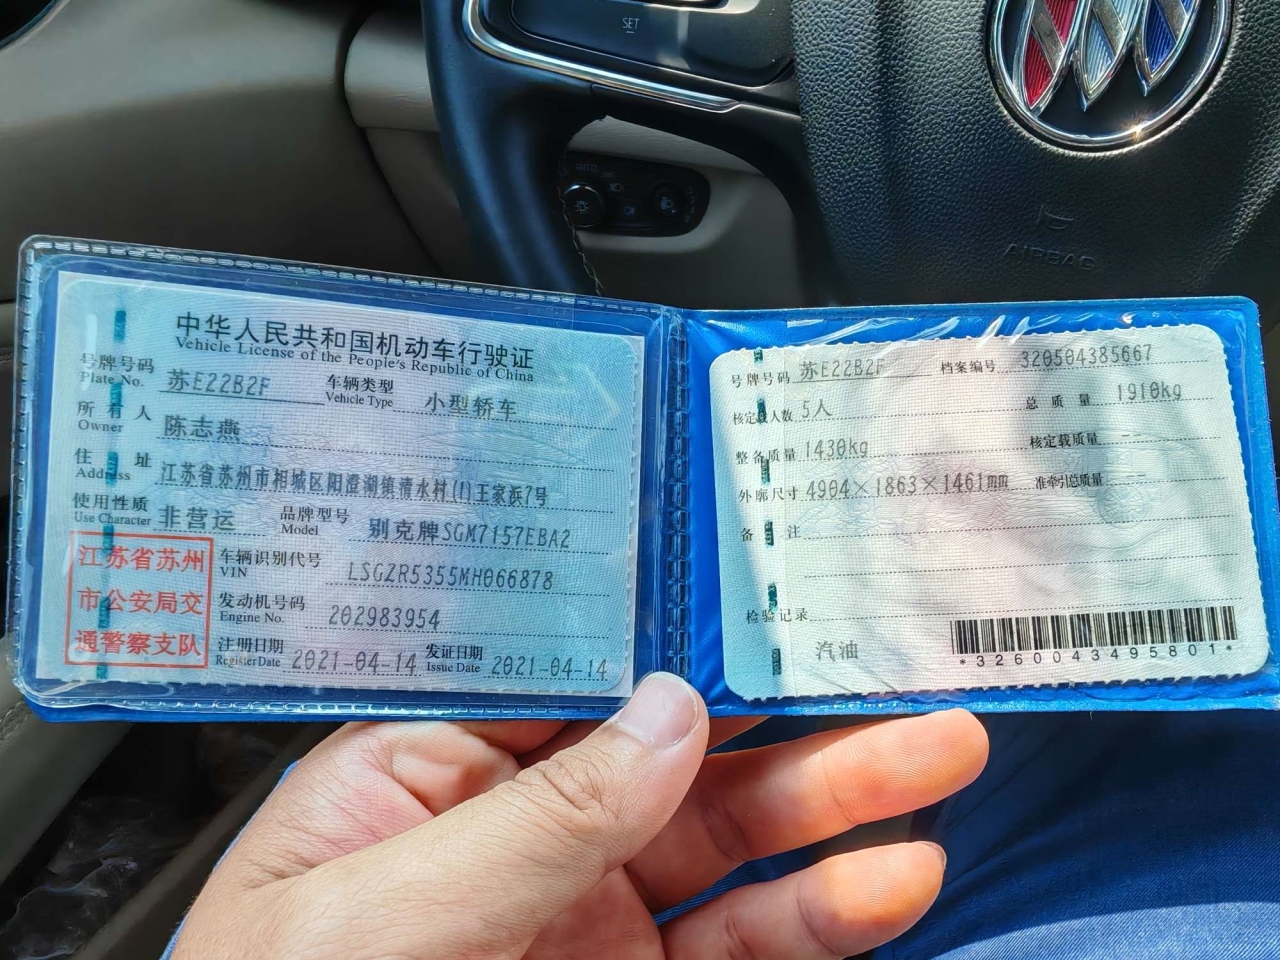 SET
AIRBAG
中华人民共和国机动车行驶证
Vehicle License of the People's Republic of China
号牌号码 苏E22B2F 车辆类型 小型轿车
Plate No. Vehicle Type
所有人 陈志燕
Owner
住址 江苏省苏州市相城区阳澄湖镇清水村(1)王家浜7号
Address
使用性质 非营运 品牌型号 别克牌SGM7157EBA2
Use Character Model
江苏省苏州
市公安局交
通警察支队
车辆识别代号 LSGZR5355MH066878
VIN
发动机号码 202983954
Engine No.
注册日期 2021-04-14 发证日期 2021-04-14
Register Date Issue Date
号牌号码 苏E22B2F 档案编号 320504385667
核定载人数 5人 总质量 1910kg
整备质量 1430kg 核定载质量 --
外廓尺寸 4904×1863×1461mm 准牵引总质量 --
备注
检验记录
汽油
*3260043495801*